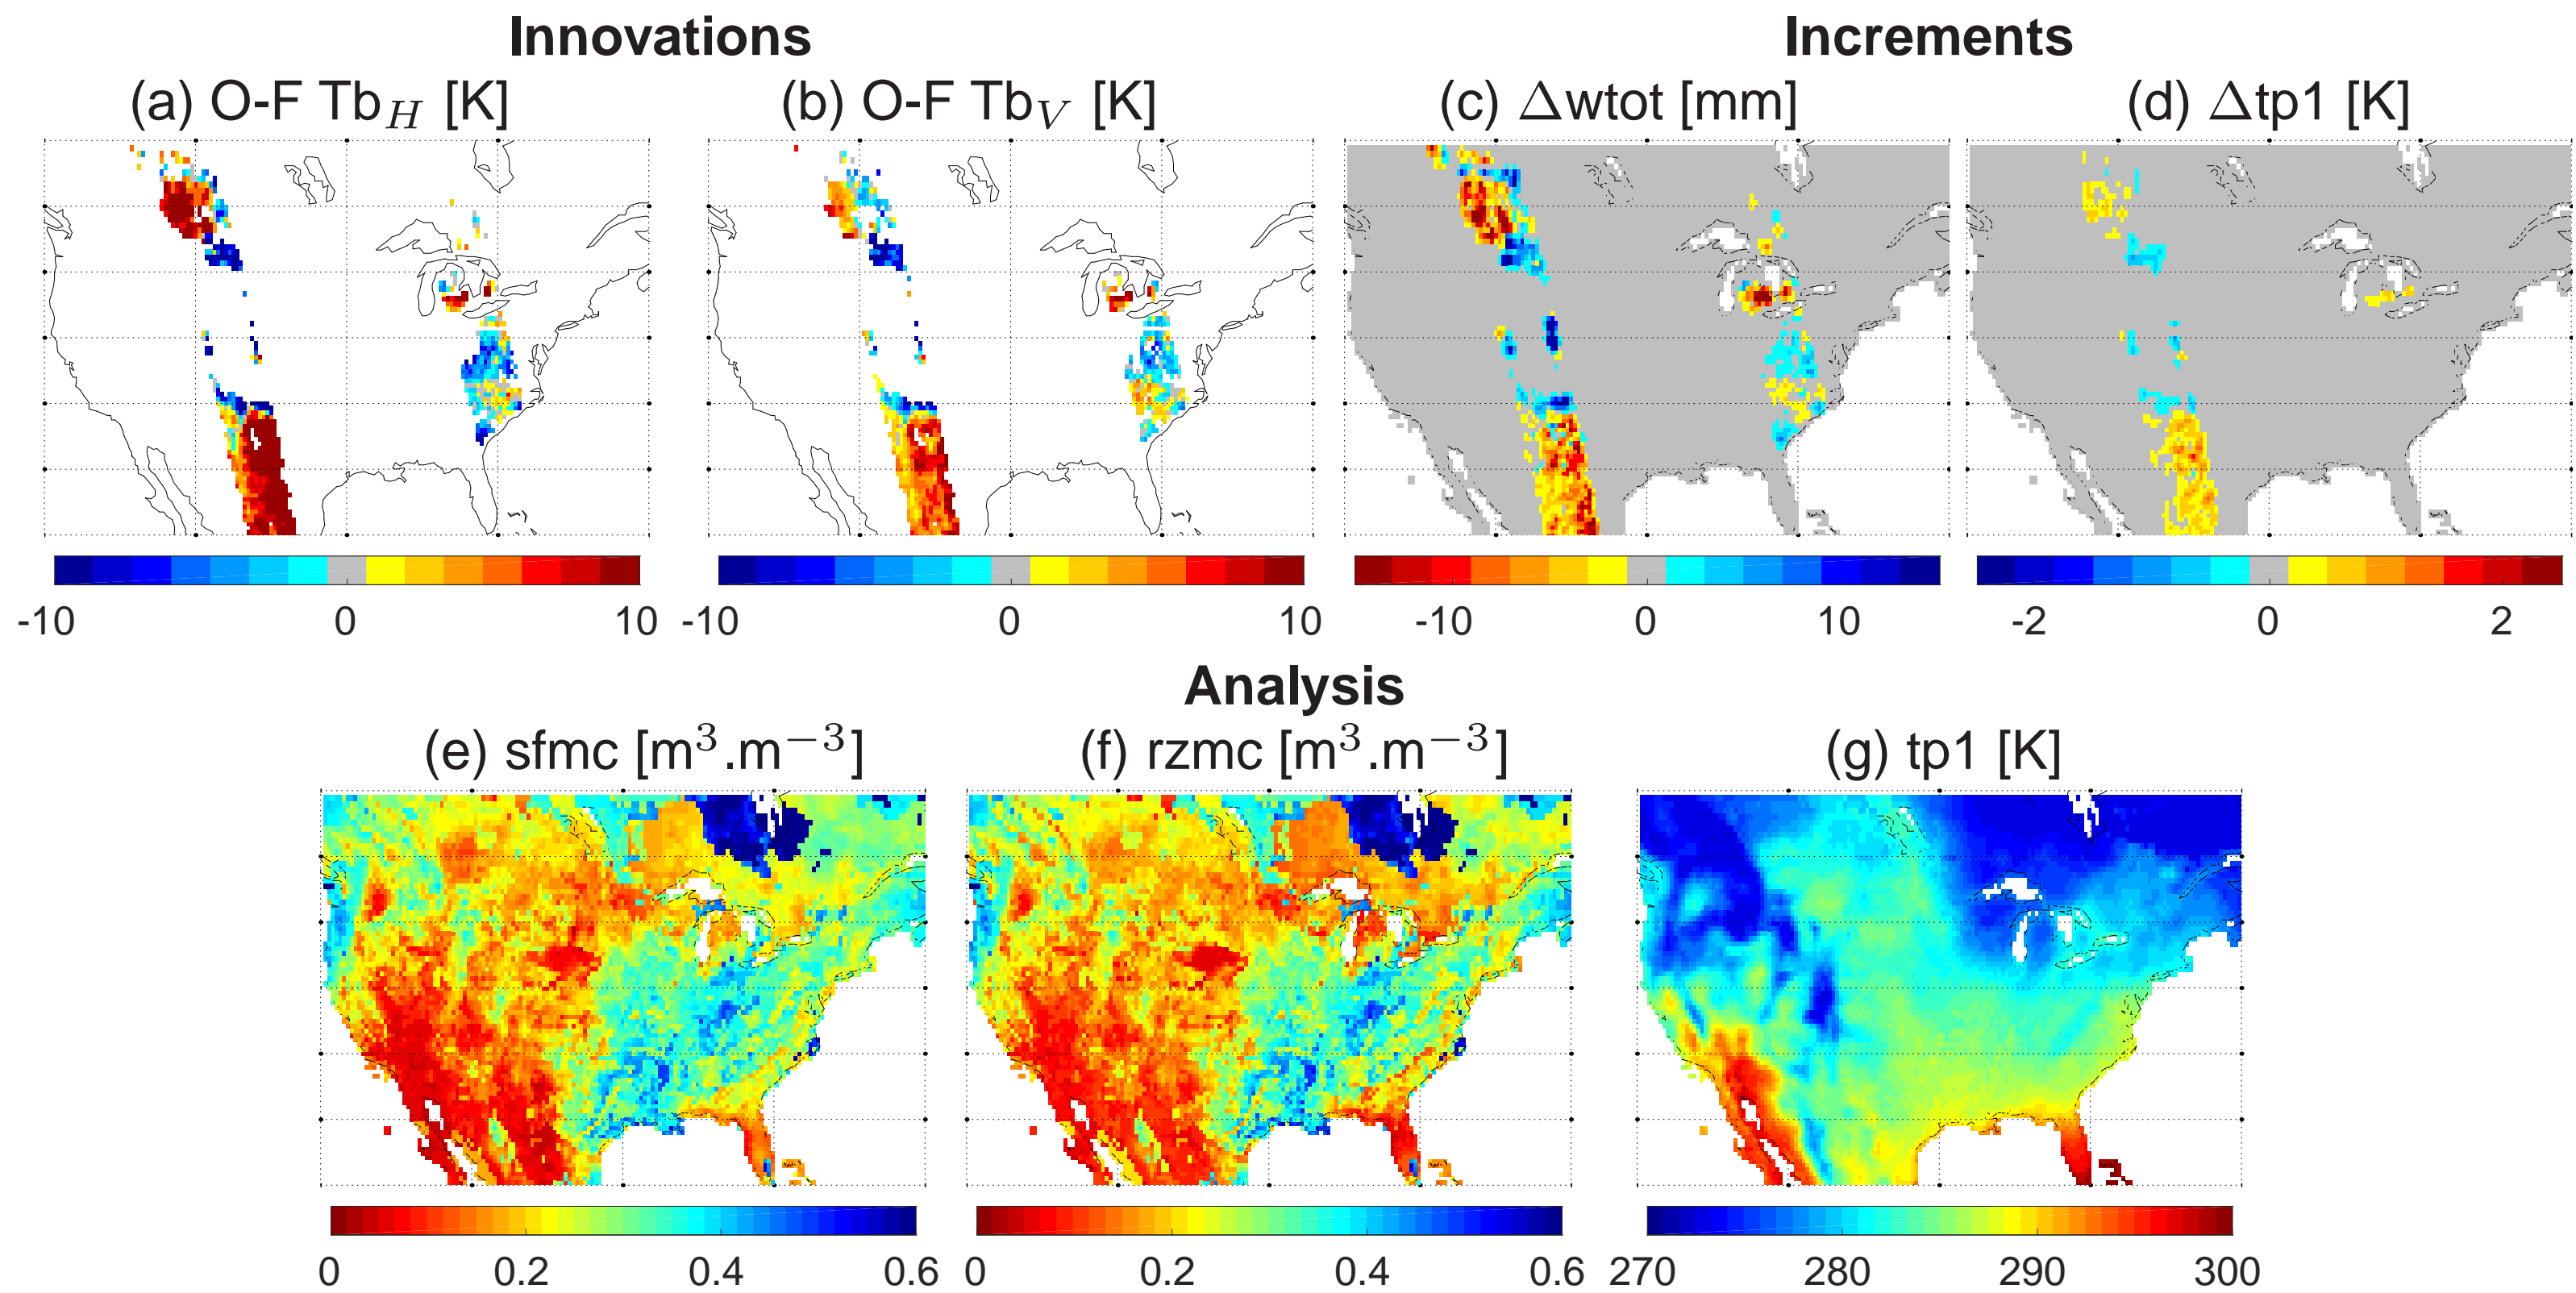 Innovations Increments
(a) O-F Tb_H [K] (b) O-F Tb_V [K] (c) Δwtot [mm] (d) Δtp1 [K]
-10 0 10 -10 0 10 -10 0 10 -2 0 2
Analysis
(e) sfmc [m³.m⁻³] (f) rzmc [m³.m⁻³] (g) tp1 [K]
0 0.2 0.4 0.6 0 0.2 0.4 0.6 270 280 290 300